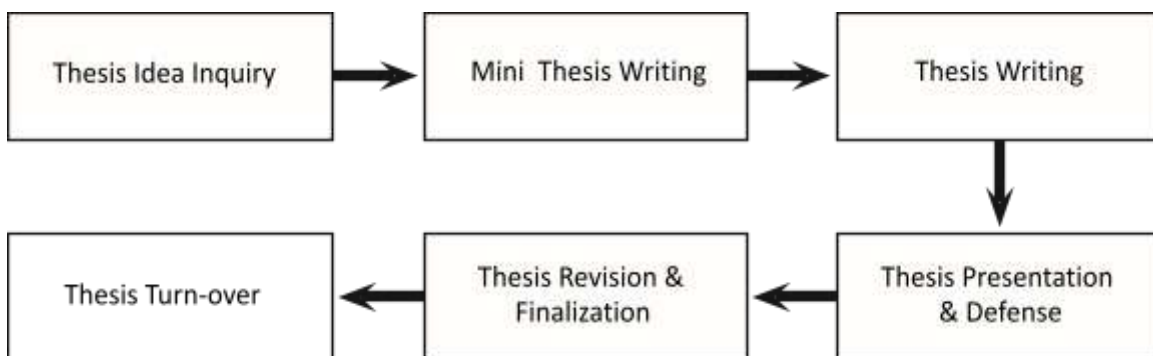 Thesis Idea Inquiry
Mini Thesis Writing
Thesis Writing
Thesis Presentation
& Defense
Thesis Revision &
Finalization
Thesis Turn-over